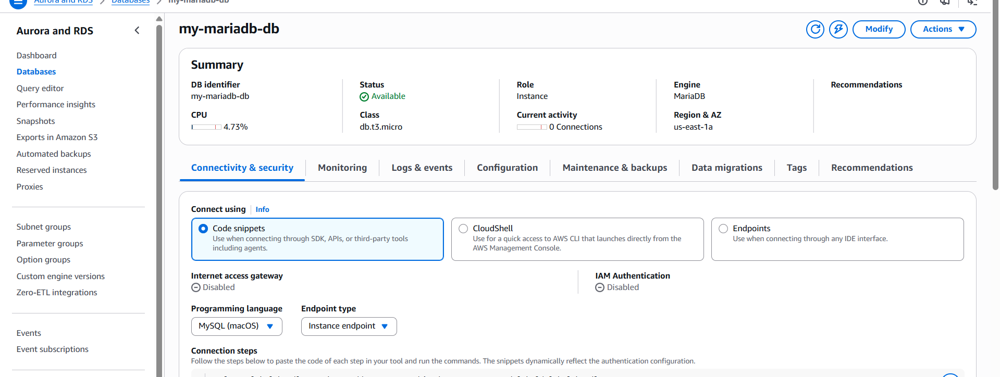 Aurora and RDS
Databases
my-mariadb-db
Aurora and RDS
Dashboard
Databases
Query editor
Performance insights
Snapshots
Exports in Amazon S3
Automated backups
Reserved instances
Proxies
Subnet groups
Parameter groups
Option groups
Custom engine versions
Zero-ETL integrations
Events
Event subscriptions
my-mariadb-db
Modify
Actions
Summary
DB identifier
my-mariadb-db
CPU
4.73%
Status
Available
Class
db.t3.micro
Role
Instance
Current activity
0 Connections
Engine
MariaDB
Region & AZ
us-east-1a
Recommendations
Connectivity & security
Monitoring
Logs & events
Configuration
Maintenance & backups
Data migrations
Tags
Recommendations
Connect using
Info
Code snippets
Use when connecting through SDK, APIs, or third-party tools
including agents.
CloudShell
Use for a quick access to AWS CLI that launches directly from the
AWS Management Console.
Endpoints
Use when connecting through any IDE interface.
Internet access gateway
Disabled
IAM Authentication
Disabled
Programming language
MySQL (macOS)
Endpoint type
Instance endpoint
Connection steps
Follow the steps below to paste the code of each step in your tool and run the commands. The snippets dynamically reflect the authentication configuration.